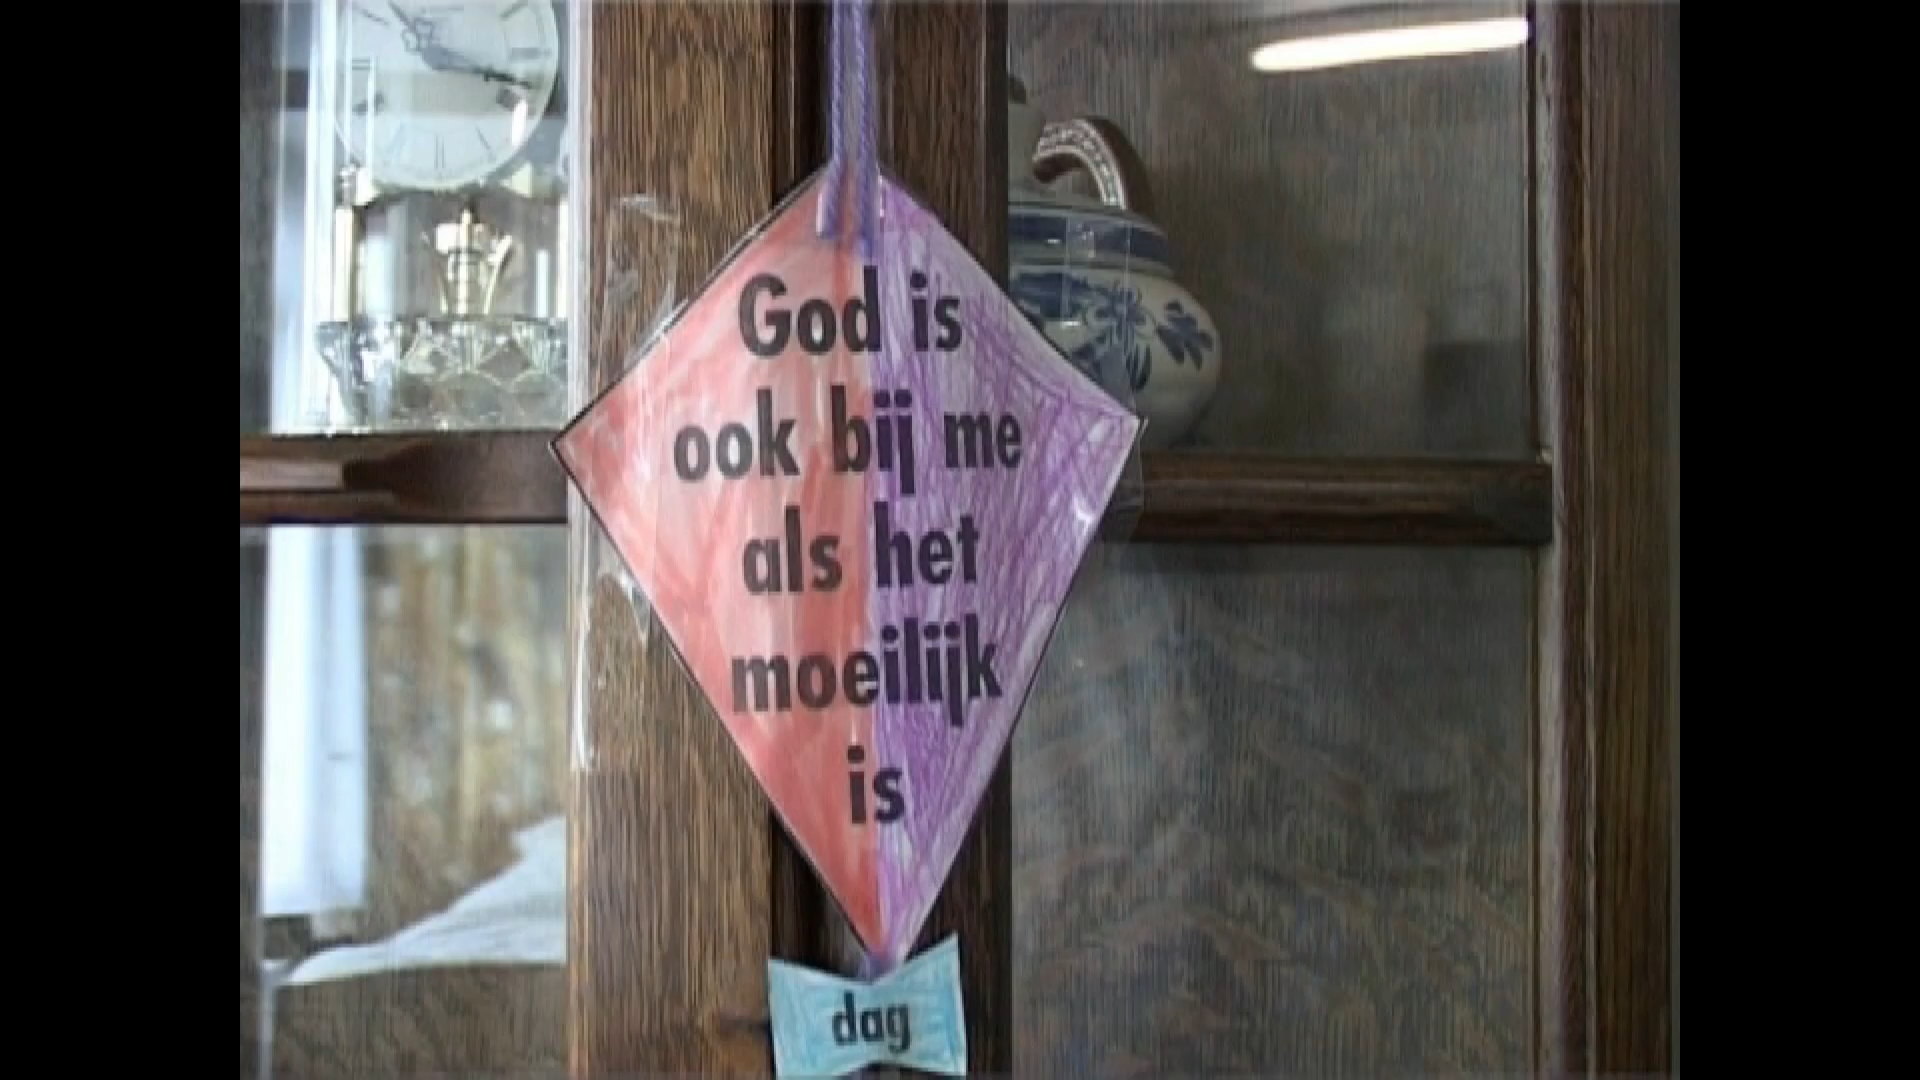 God is
ook bij me
als het
moeilijk
is
dag